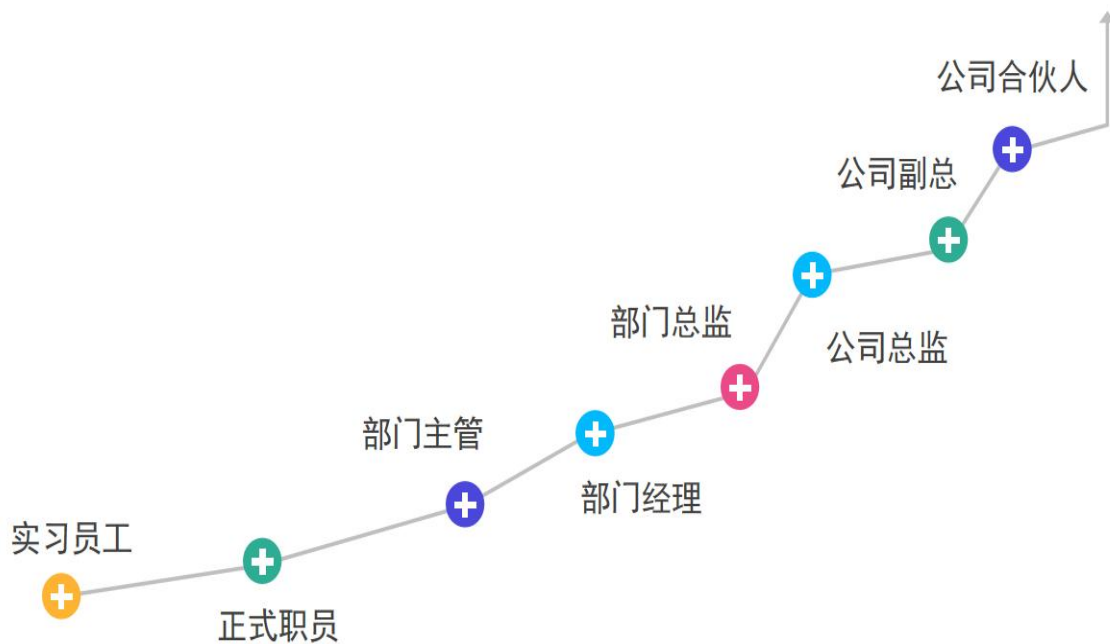 公司合伙人
公司副总
部门总监
公司总监
部门主管
部门经理
实习员工
正式职员